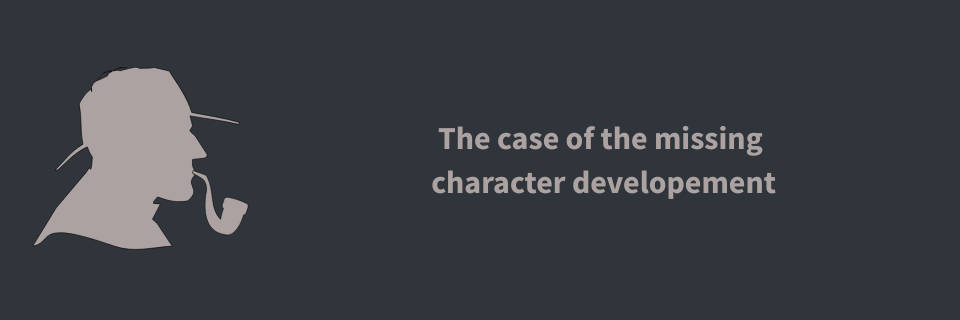 The case of the missing
character developement